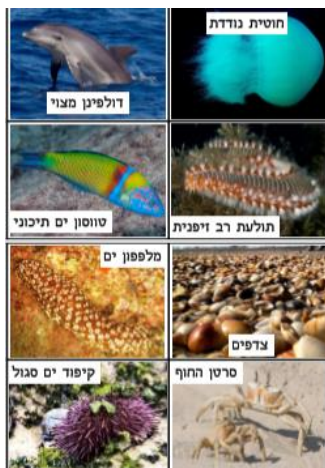 חוטית נודדת
דולפינן מצוי
טווסון ים תיכוני
תולעת רב זיפנית
מלפפון ים
צדפים
קיפוד ים סגול
סרטן החוף